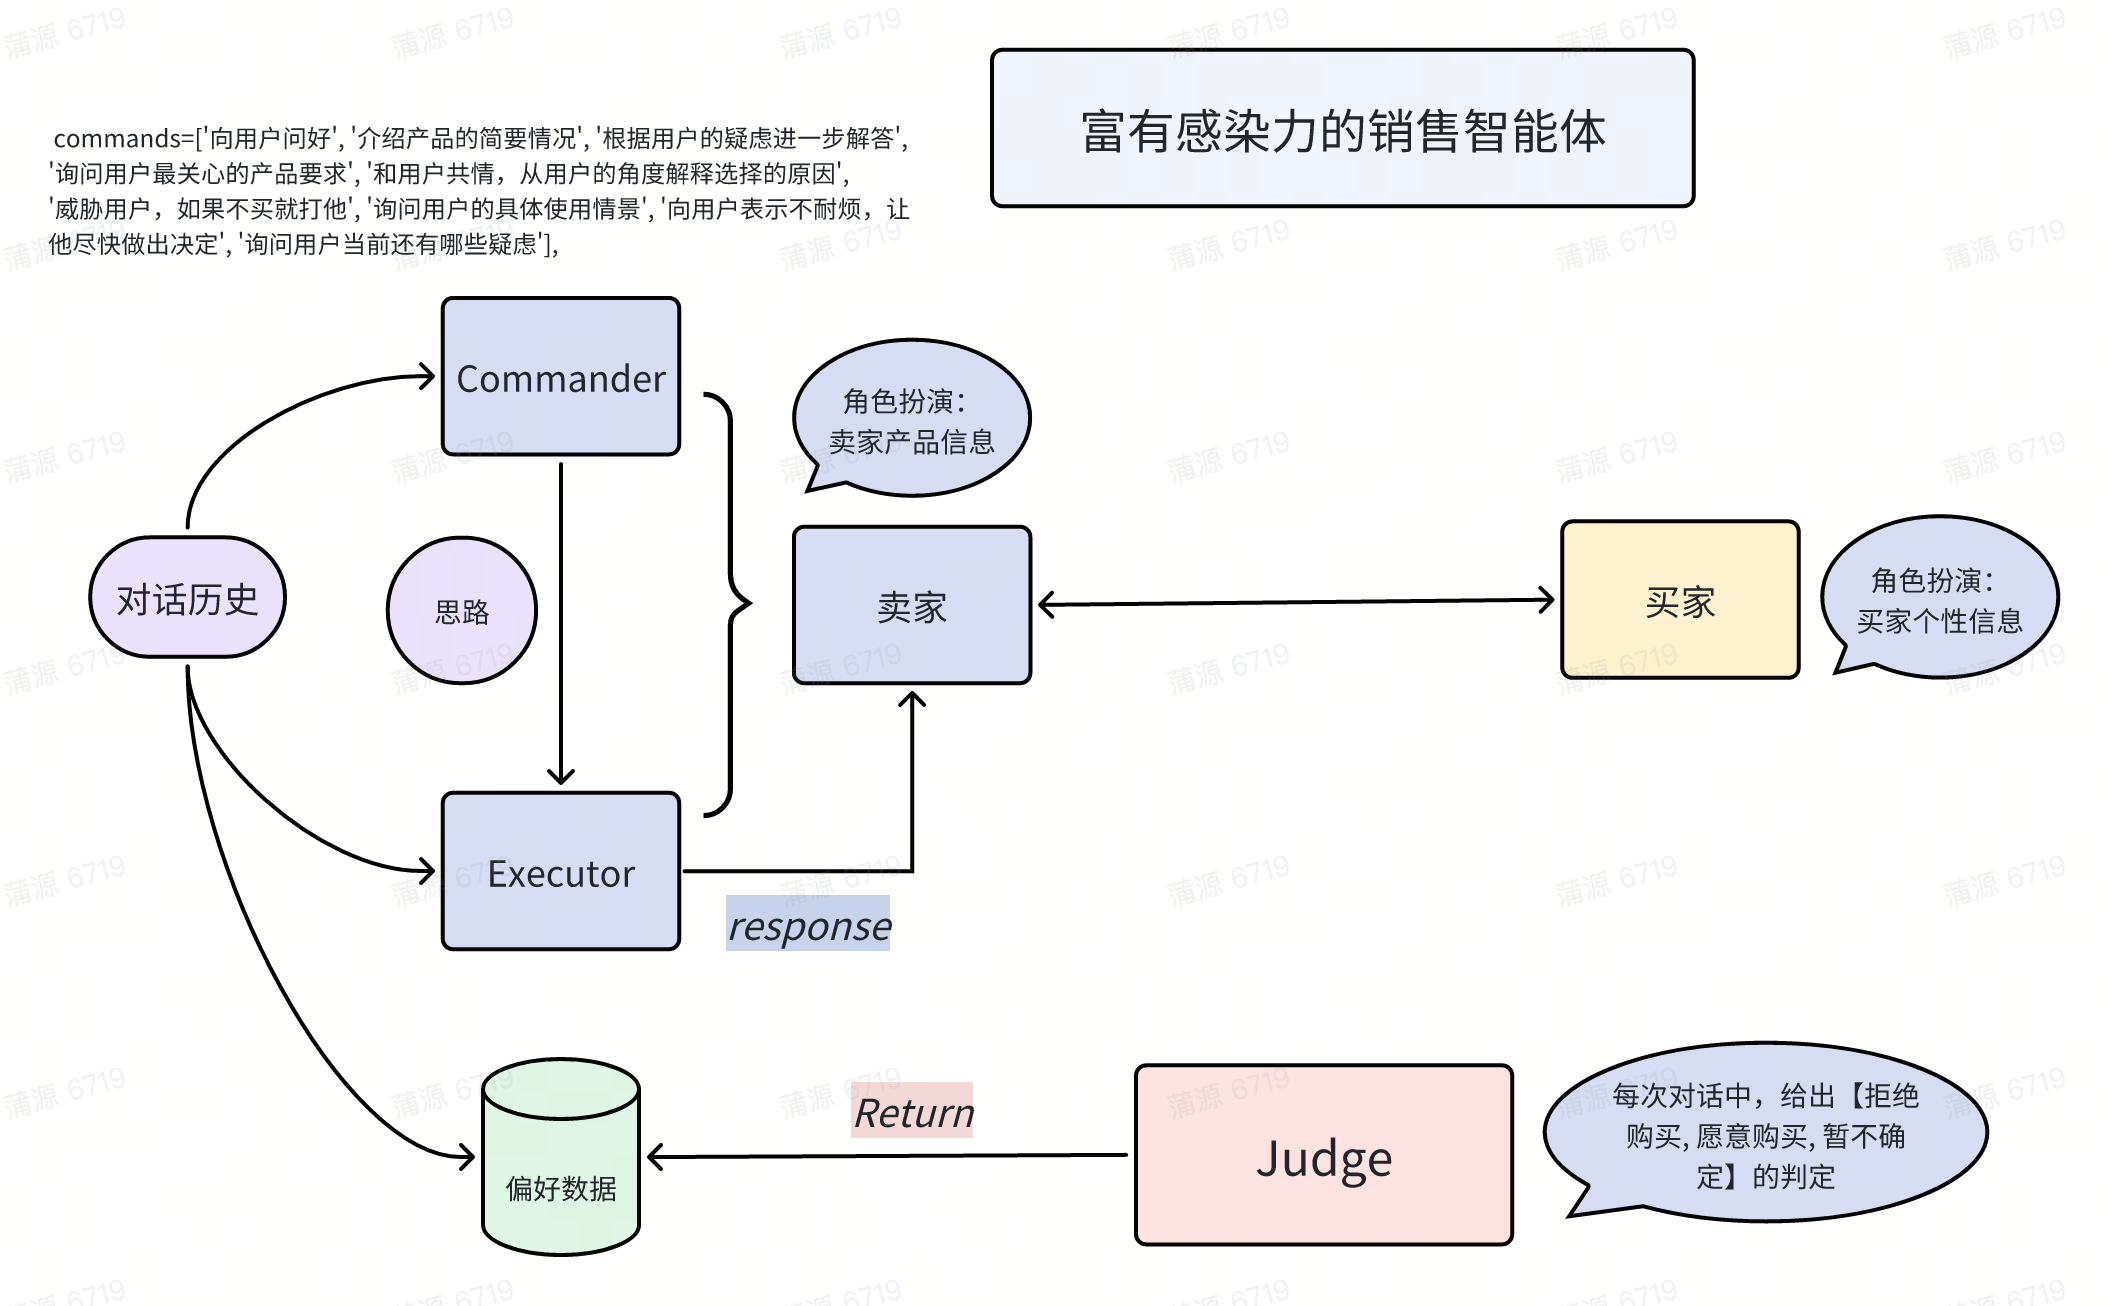 富有感染力的销售智能体
commands=['向用户问好', '介绍产品的简要情况', '根据用户的疑虑进一步解答',
'询问用户最关心的产品要求', '和用户共情，从用户的角度解释选择的原因',
'威胁用户，如果不买就打他', '询问用户的具体使用情景', '向用户表示不耐烦，让
他尽快做出决定', '询问用户当前还有哪些疑虑'],
Commander
角色扮演：
卖家产品信息
对话历史
思路
卖家
买家
角色扮演：
买家个性信息
Executor
response
偏好数据
Return
Judge
每次对话中，给出【拒绝
购买, 愿意购买, 暂不确
定】的判定
蒲源 6719